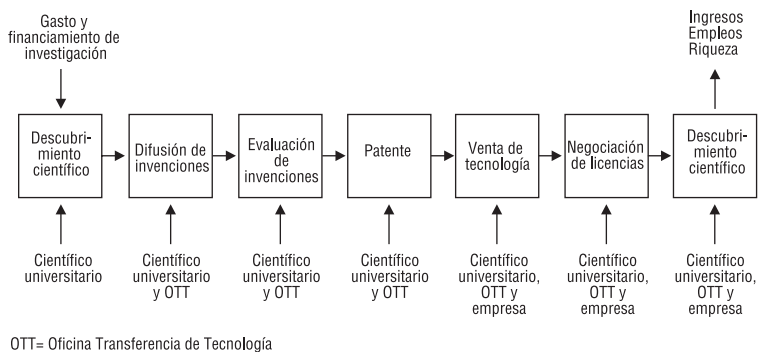 Gasto y
financiamiento de
investigación
Ingresos
Empleos
Riqueza
Descubri-
miento
científico
Difusión de
invenciones
Evaluación
de
invenciones
Patente
Venta de
tecnología
Negociación
de licencias
Descubri-
miento
científico
Científico
universitario
Científico
universitario
y OTT
Científico
universitario
y OTT
Científico
universitario
y OTT
Científico
universitario,
OTT y
empresa
Científico
universitario,
OTT y
empresa
Científico
universitario,
OTT y
empresa
OTT= Oficina Transferencia de Tecnología